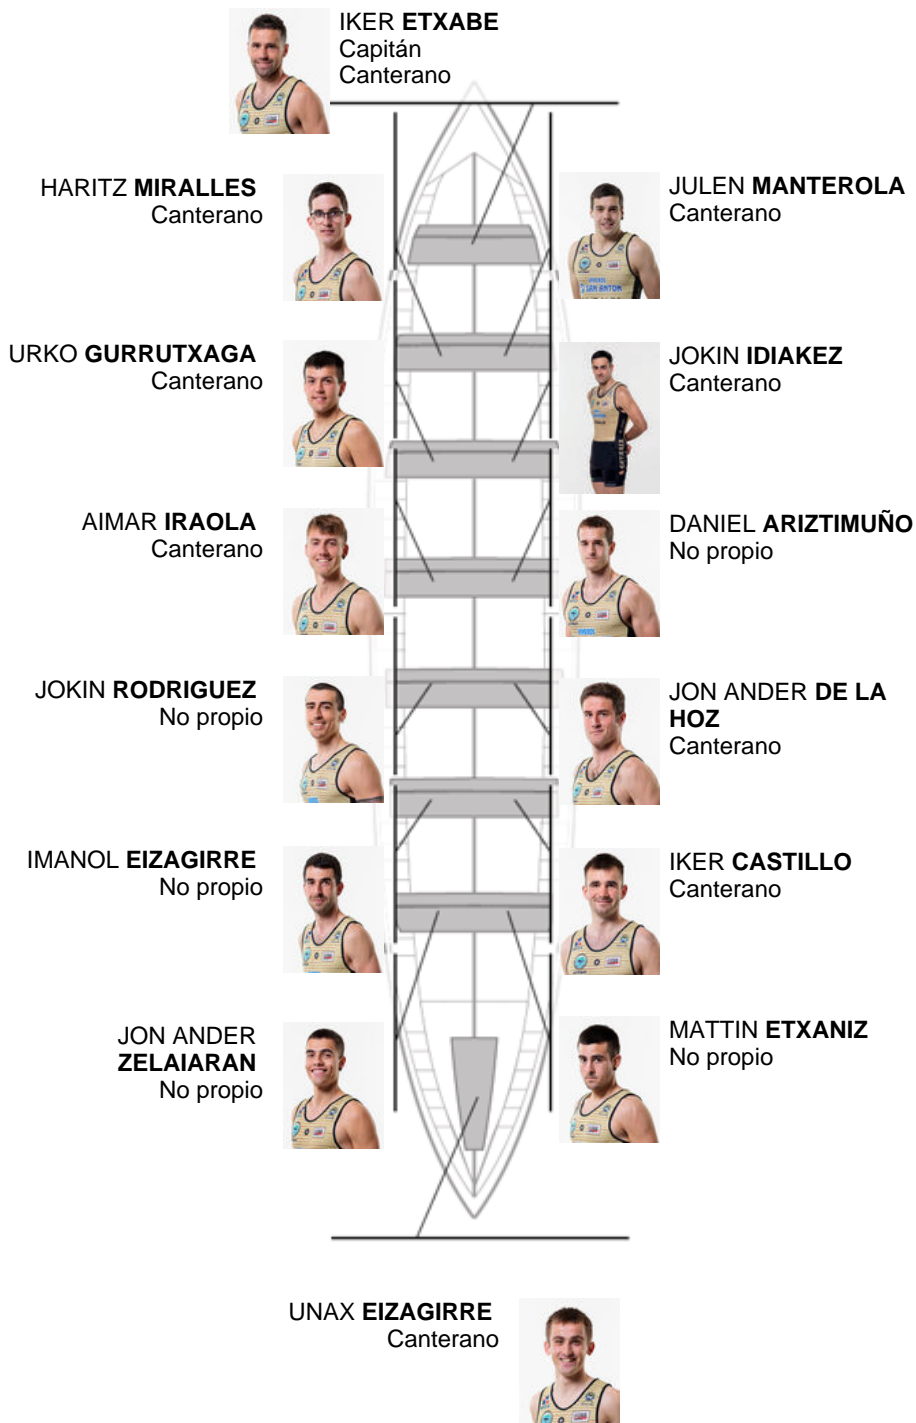 IKER ETXABE
Capitán
Canterano
HARITZ MIRALLES
Canterano
JULEN MANTEROLA
Canterano
URKO GURRUTXAGA
Canterano
JOKIN IDIAKEZ
Canterano
AIMAR IRAOLA
Canterano
DANIEL ARIZTIMUÑO
No propio
JOKIN RODRIGUEZ
No propio
JON ANDER DE LA
HOZ
Canterano
IMANOL EIZAGIRRE
No propio
IKER CASTILLO
Canterano
JON ANDER
ZELAIARAN
No propio
MATTIN ETXANIZ
No propio
UNAX EIZAGIRRE
Canterano
SAN ANTON